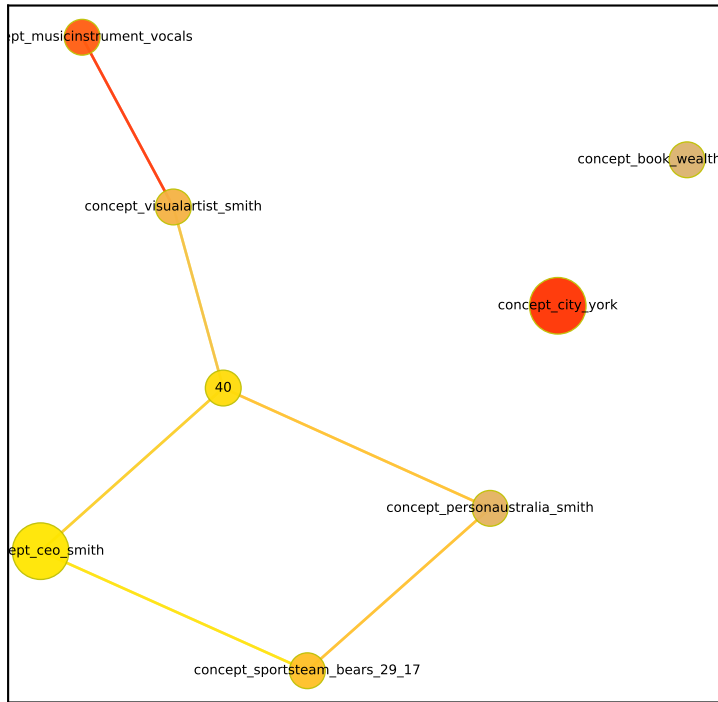 ept_musicinstrument_vocals
concept_book_wealth
concept_visualartist_smith
concept_city_york
40
concept_personaustralia_smith
ept_ceo_smith
concept_sportsteam_bears_29_17